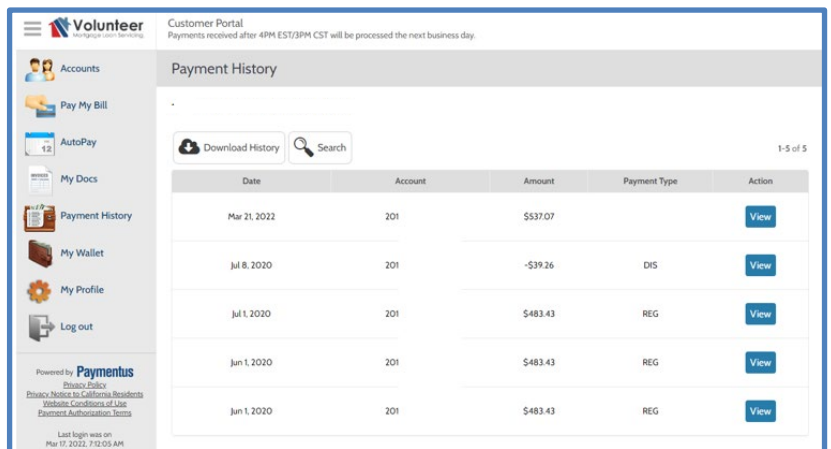 Volunteer
Mortgage Loan Servicing
Customer Portal
Payments received after 4PM EST/3PM CST will be processed the next business day.
Accounts
Pay My Bill
12
AutoPay
INVOICES
My Docs
Payment History
My Wallet
My Profile
Log out
Powered by Paymentus
Privacy Policy
Privacy Notice to California Residents
Website Conditions of Use
Payment Authorization Terms
Last login was on
Mar 17, 2022, 7:12:05 AM
Payment History
Download History Search 1-5 of 5
Date Account Amount Payment Type Action
Mar 21, 2022 201 $537.07 View
Jul 8, 2020 201 -$39.26 DIS View
Jul 1, 2020 201 $483.43 REG View
Jun 1, 2020 201 $483.43 REG View
Jun 1, 2020 201 $483.43 REG View